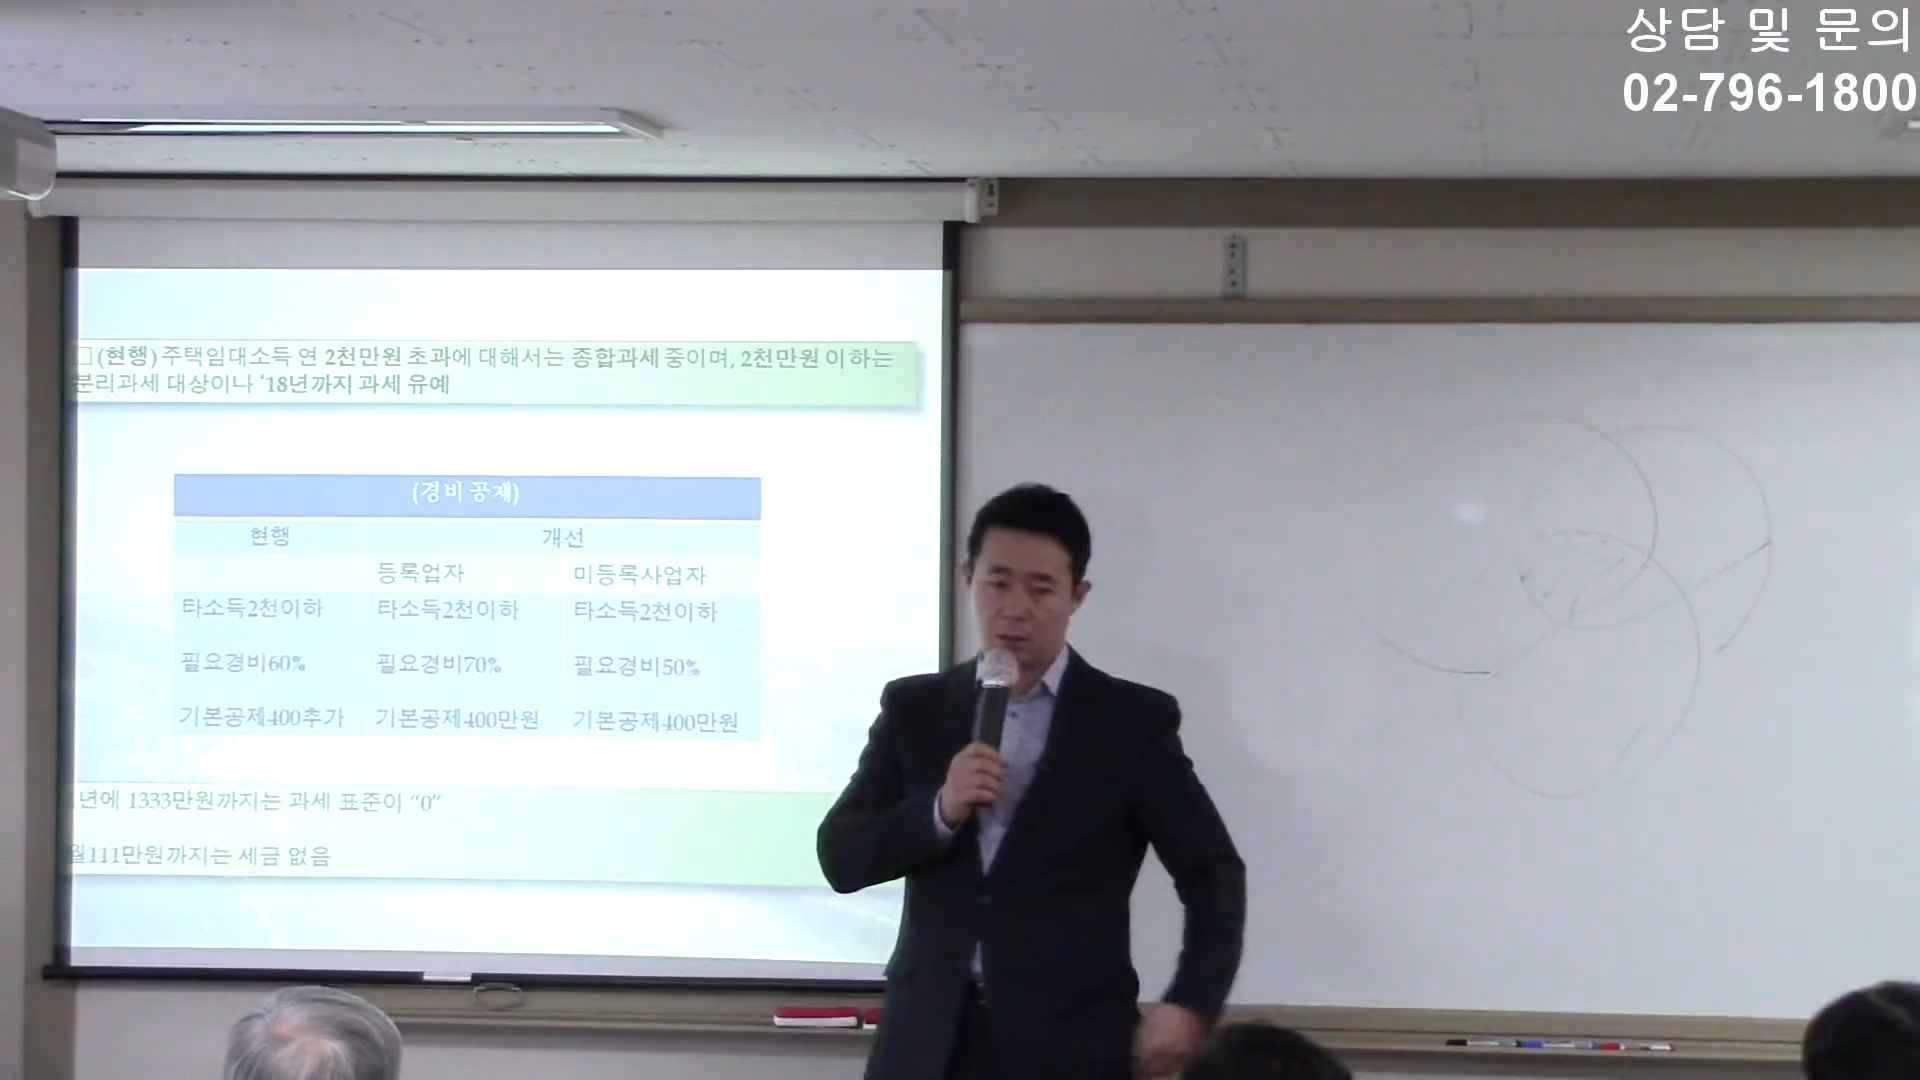 상담 및 문의
02-796-1800
□ (현행) 주택임대소득 연 2천만원 초과에 대해서는 종합과세 중이며, 2천만원 이하는
분리과세 대상이나 ‘18년까지 과세 유예
(경비 공제)
현행 개선
등록업자 미등록사업자
타소득2천이하 타소득2천이하 타소득2천이하
필요경비60% 필요경비70% 필요경비50%
기본공제400추가 기본공제400만원 기본공제400만원
1년에 1333만원까지는 과세 표준이 “0”
월111만원까지는 세금 없음